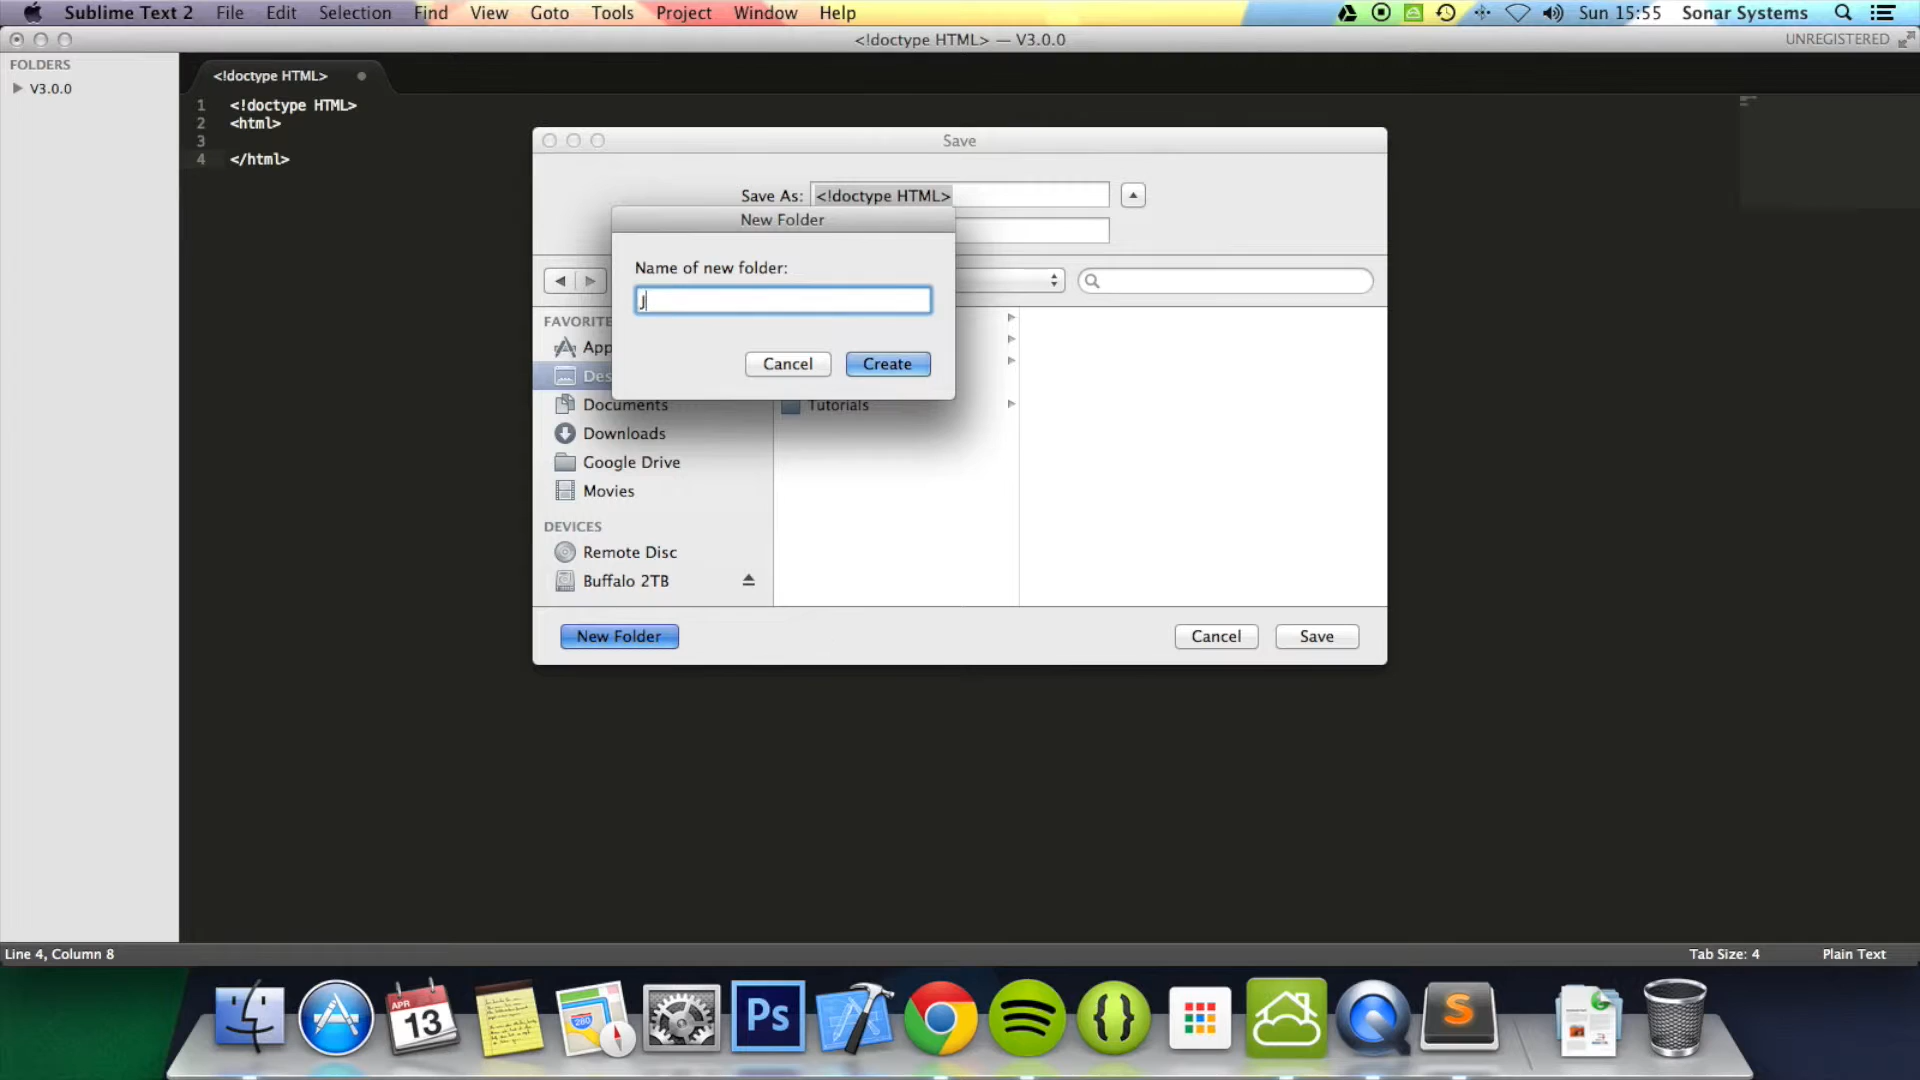 Sublime Text 2 File Edit Selection Find View Goto Tools Project Window Help Sun 15:55 Sonar Systems
<!doctype HTML> — V3.0.0 UNREGISTERED
FOLDERS
V3.0.0
<!doctype HTML>
1 <!doctype HTML>
2 <html>
3
4 </html>
Save
Save As: <!doctype HTML>
New Folder
Name of new folder:
J
Cancel Create
FAVORITE
App
Des
Documents
Downloads
Google Drive
Movies
DEVICES
Remote Disc
Buffalo 2TB
Tutorials
New Folder Cancel Save
Line 4, Column 8 Tab Size: 4 Plain Text
APR
13
280
Ps
{}
S